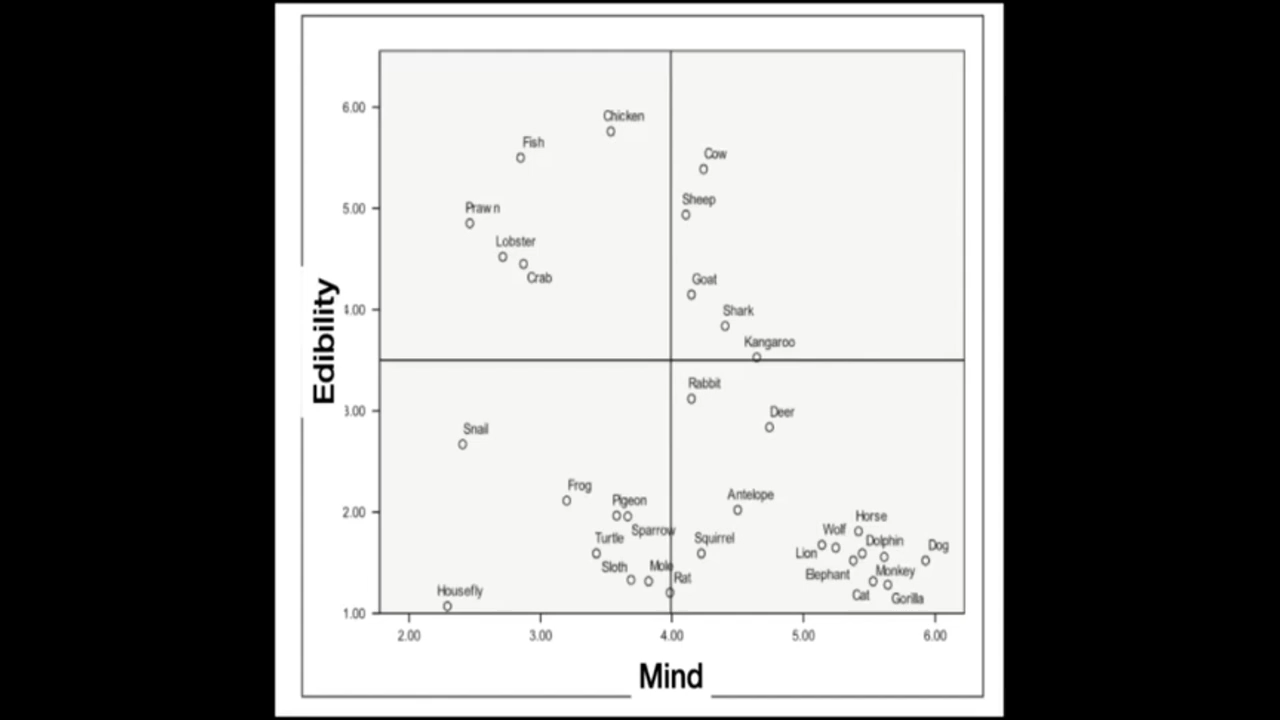 6.00
Chicken
Fish
Cow
Sheep
5.00
Prawn
Lobster
Crab
Goat
4.00
Shark
Kangaroo
Edibility
Rabbit
3.00
Deer
Snail
Frog
Antelope
Pigeon
2.00
Horse
Sparrow
Wolf
Turtle
Squirrel
Dolphin
Dog
Lion
Sloth
Mole
Monkey
Elephant
Rat
Housefly
Cat
Gorilla
1.00
2.00 3.00 4.00 5.00 6.00
Mind